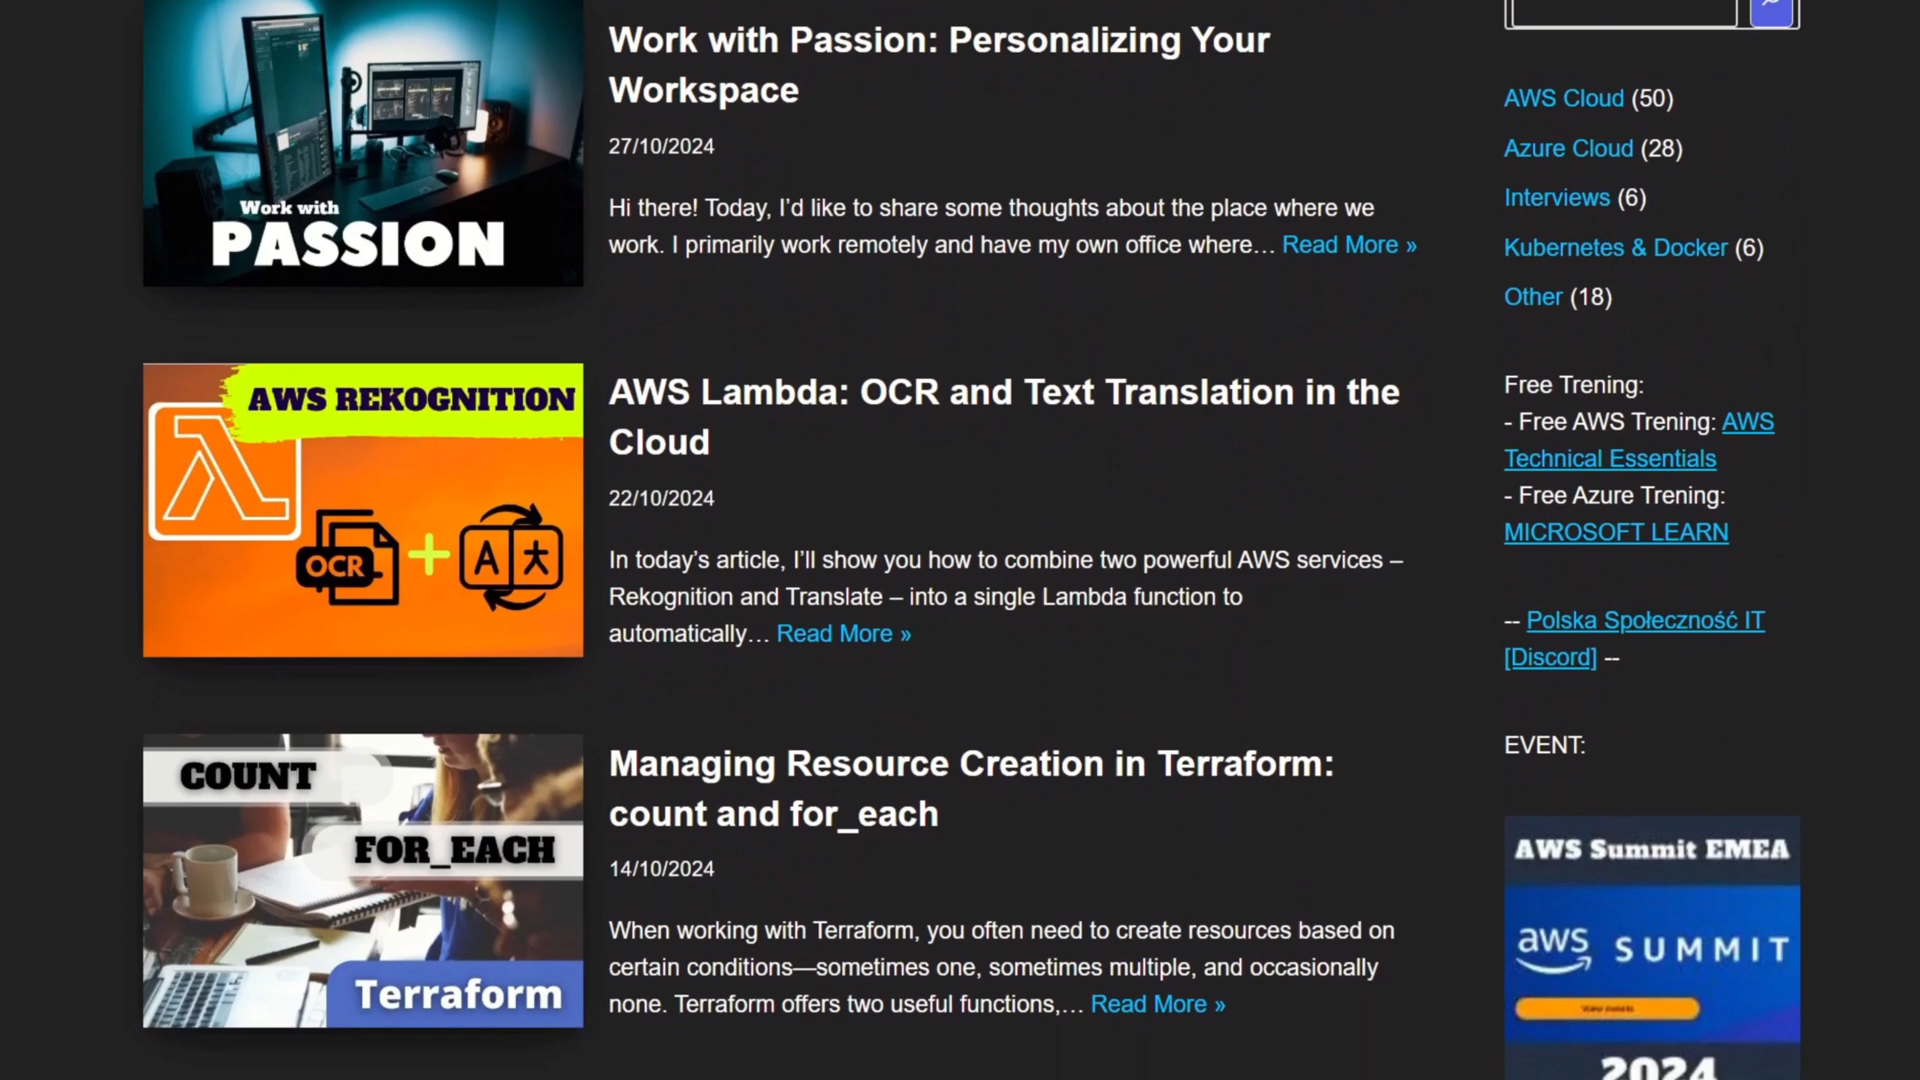 Work with
PASSION
Work with Passion: Personalizing Your
Workspace
27/10/2024
Hi there! Today, I’d like to share some thoughts about the place where we
work. I primarily work remotely and have my own office where… Read More »
AWS REKOGNITION
OCR
A
AWS Lambda: OCR and Text Translation in the
Cloud
22/10/2024
In today’s article, I’ll show you how to combine two powerful AWS services –
Rekognition and Translate – into a single Lambda function to
automatically… Read More »
COUNT
FOR_EACH
Terraform
Managing Resource Creation in Terraform:
count and for_each
14/10/2024
When working with Terraform, you often need to create resources based on
certain conditions—sometimes one, sometimes multiple, and occasionally
none. Terraform offers two useful functions,… Read More »
AWS Cloud (50)
Azure Cloud (28)
Interviews (6)
Kubernetes & Docker (6)
Other (18)
Free Trening:
- Free AWS Trening: AWS
Technical Essentials
- Free Azure Trening:
MICROSOFT LEARN
-- Polska Społeczność IT
[Discord] --
EVENT:
AWS Summit EMEA
aws SUMMIT
2024